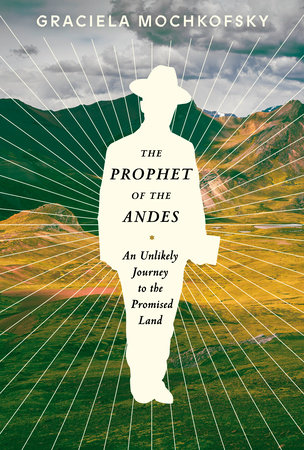 GRACIELA MOCHKOFSKY
THE
PROPHET
OF THE
ANDES
An Unlikely
Journey
to the
Promised
Land